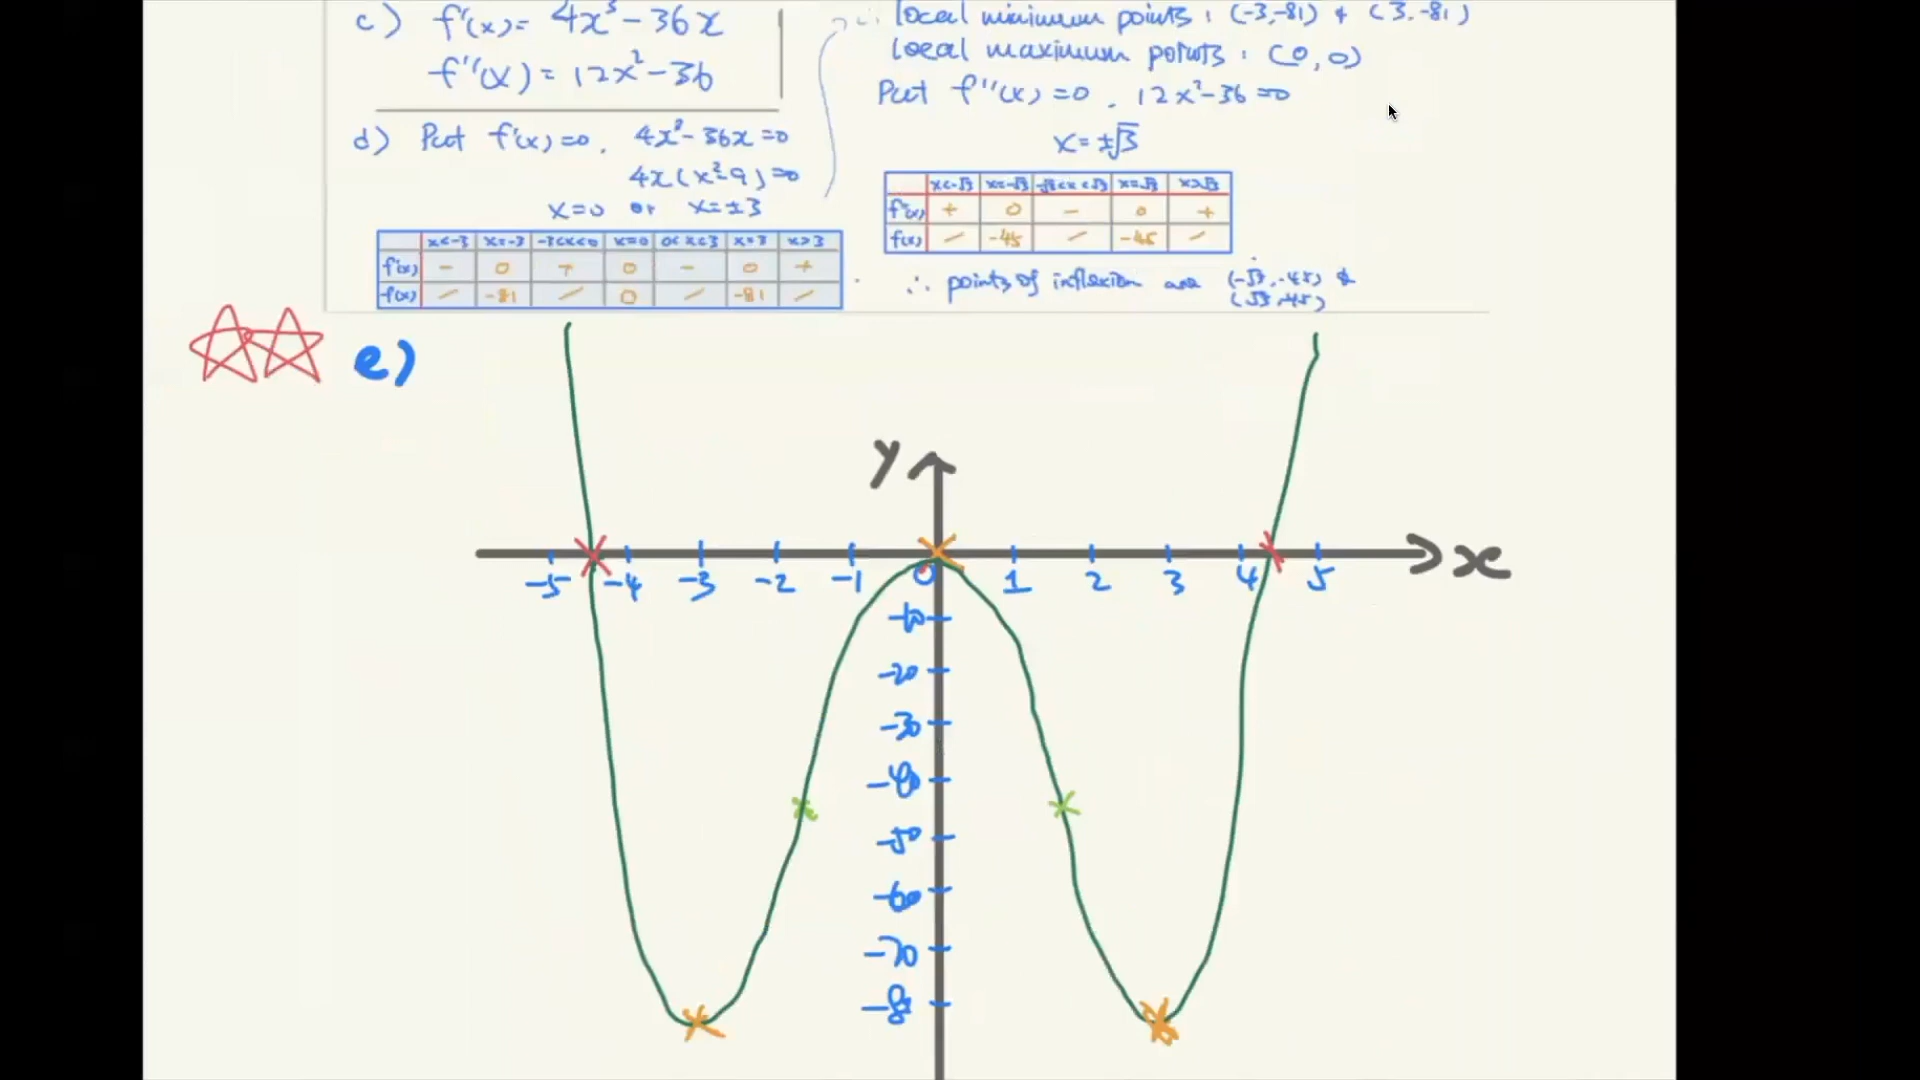 c) f'(x) = 4x³ - 36x
f''(x) = 12x² - 36
d) Put f'(x) = 0, 4x³ - 36x = 0
4x(x² - 9) = 0
x = 0 or x = ±3
x<-3 x=-3 -3<x<0 x=0 0<x<3 x=3 x>3
f'(x) - 0 + 0 - 0 +
f(x) -81 0 -81
∴ local minimum points : (-3,-81) & (3,-81)
local maximum points : (0,0)
Put f''(x) = 0, 12x² - 36 = 0
x = ±√3
x<-√3 x=-√3 -√3<x<√3 x=√3 x>√3
f''(x) + 0 - 0 +
f(x) -45 -45
∴ points of inflexion are (-√3,-45) &
(√3,-45)
e)
y
x
-5 -4 -3 -2 -1 0 1 2 3 4 5
-10
-20
-30
-40
-50
-60
-70